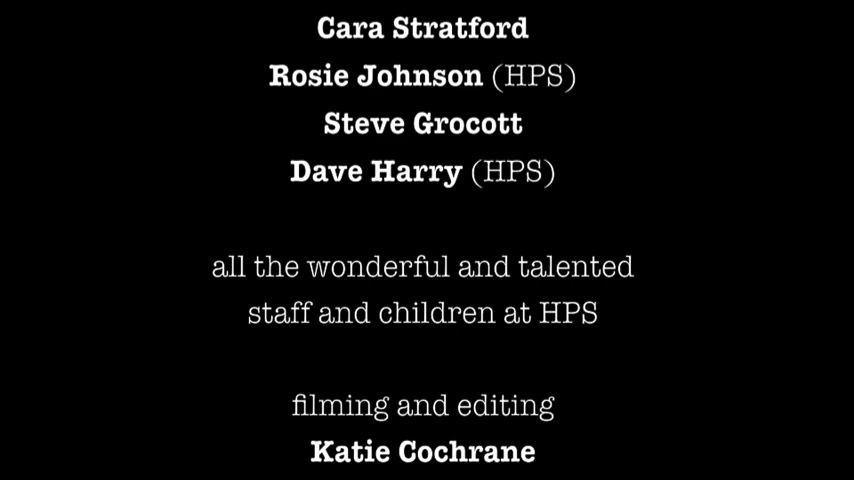 Cara Stratford
Rosie Johnson (HPS)
Steve Grocott
Dave Harry (HPS)
all the wonderful and talented
staff and children at HPS
filming and editing
Katie Cochrane